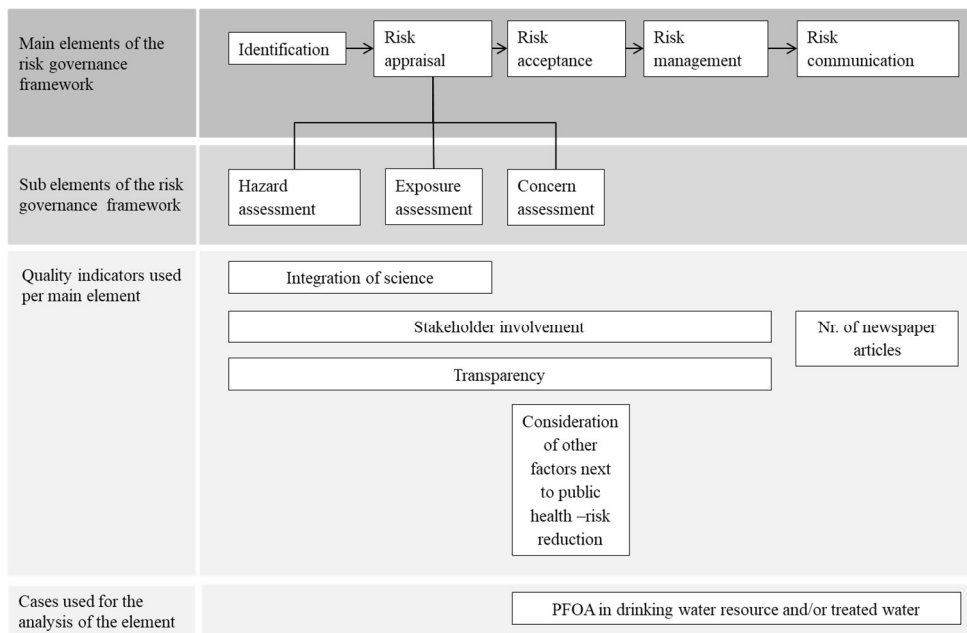 Main elements of the
risk governance
framework
Identification
Risk
appraisal
Risk
acceptance
Risk
management
Risk
communication
Sub elements of the risk
governance framework
Hazard
assessment
Exposure
assessment
Concern
assessment
Quality indicators used
per main element
Integration of science
Stakeholder involvement
Nr. of newspaper
articles
Transparency
Consideration
of other
factors next
to public
health –risk
reduction
Cases used for the
analysis of the element
PFOA in drinking water resource and/or treated water